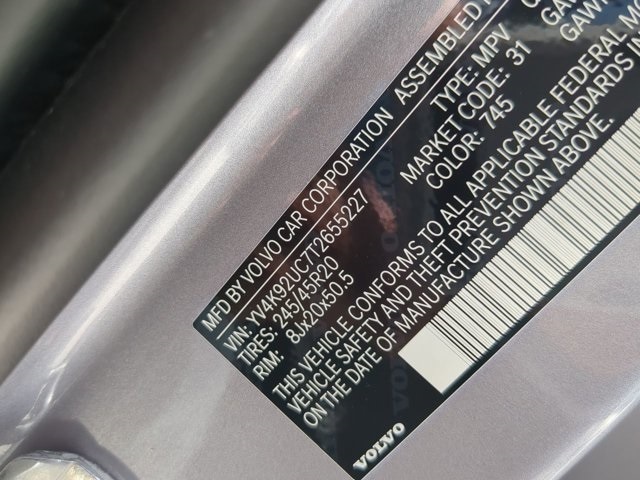 MFD BY VOLVO CAR CORPORATION ASSEMBLED
VIN: YV4K92UC7T2655227 TYPE: MPV
TIRES: 245/45R20 MARKET CODE: 31
RIM: 8Jx20x50.5 COLOR: 745
THIS VEHICLE CONFORMS TO ALL APPLICABLE FEDERAL
VEHICLE SAFETY AND THEFT PREVENTION STANDARDS
ON THE DATE OF MANUFACTURE SHOWN ABOVE.
VOLVO